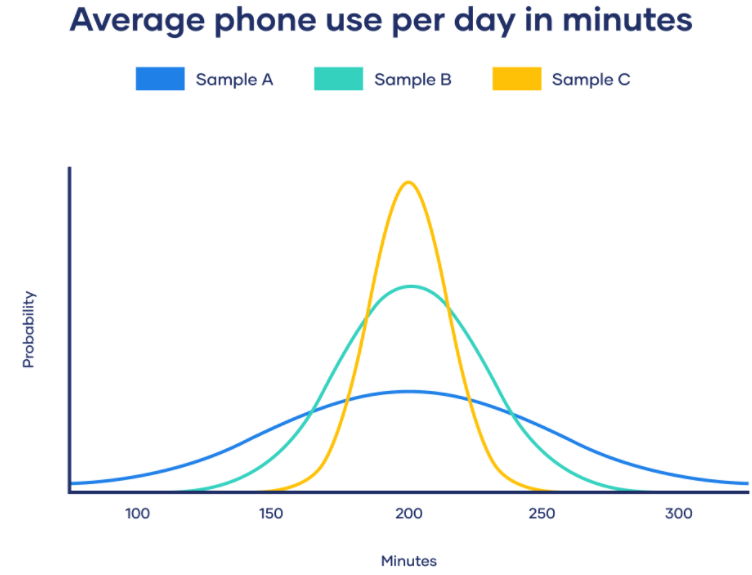 Average phone use per day in minutes
Sample A Sample B Sample C
Probability
100 150 200 250 300
Minutes